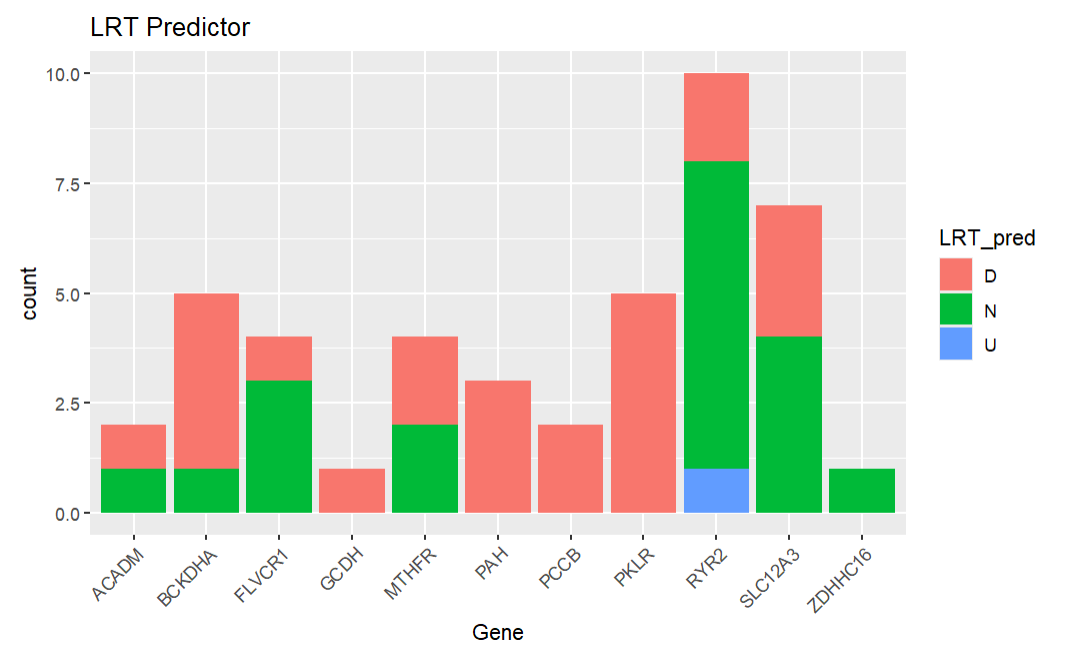 LRT Predictor
10.0
7.5
5.0
2.5
0.0
count
ACADM
BCKDHA
FLVCR1
GCDH
MTHFR
PAH
PCCB
PKLR
RYR2
SLC12A3
ZDHHC16
Gene
LRT_pred
D
N
U